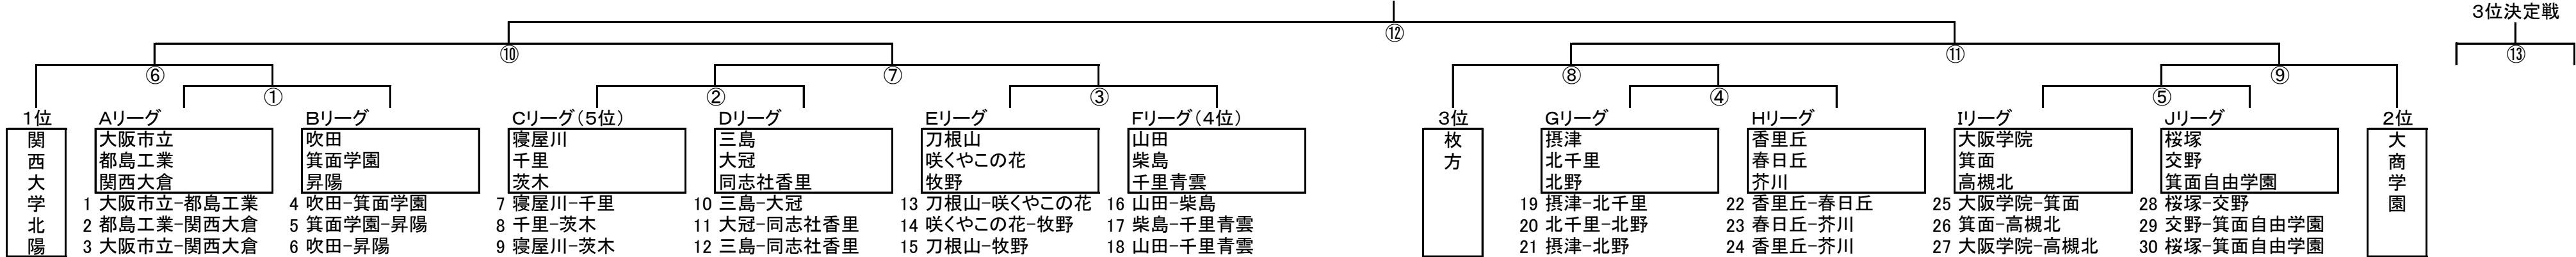 3位決定戦
⑫
⑩
⑪
⑬
⑥
⑦
⑧
⑨
①
②
③
④
⑤
1位
関西大学北陽
Aリーグ
大阪市立
都島工業
関西大倉
1 大阪市立-都島工業
2 都島工業-関西大倉
3 大阪市立-関西大倉
Bリーグ
吹田
箕面学園
昇陽
4 吹田-箕面学園
5 箕面学園-昇陽
6 吹田-昇陽
Cリーグ(5位)
寝屋川
千里
茨木
7 寝屋川-千里
8 千里-茨木
9 寝屋川-茨木
Dリーグ
三島
大冠
同志社香里
10 三島-大冠
11 大冠-同志社香里
12 三島-同志社香里
Eリーグ
刀根山
咲くやこの花
牧野
13 刀根山-咲くやこの花
14 咲くやこの花-牧野
15 刀根山-牧野
Fリーグ(4位)
山田
柴島
千里青雲
16 山田-柴島
17 柴島-千里青雲
18 山田-千里青雲
3位
枚方
Gリーグ
摂津
北千里
北野
19 摂津-北千里
20 北千里-北野
21 摂津-北野
Hリーグ
香里丘
春日丘
芥川
22 香里丘-春日丘
23 春日丘-芥川
24 香里丘-芥川
Iリーグ
大阪学院
箕面
高槻北
25 大阪学院-箕面
26 箕面-高槻北
27 大阪学院-高槻北
Jリーグ
桜塚
交野
箕面自由学園
28 桜塚-交野
29 交野-箕面自由学園
30 桜塚-箕面自由学園
2位
大商学園